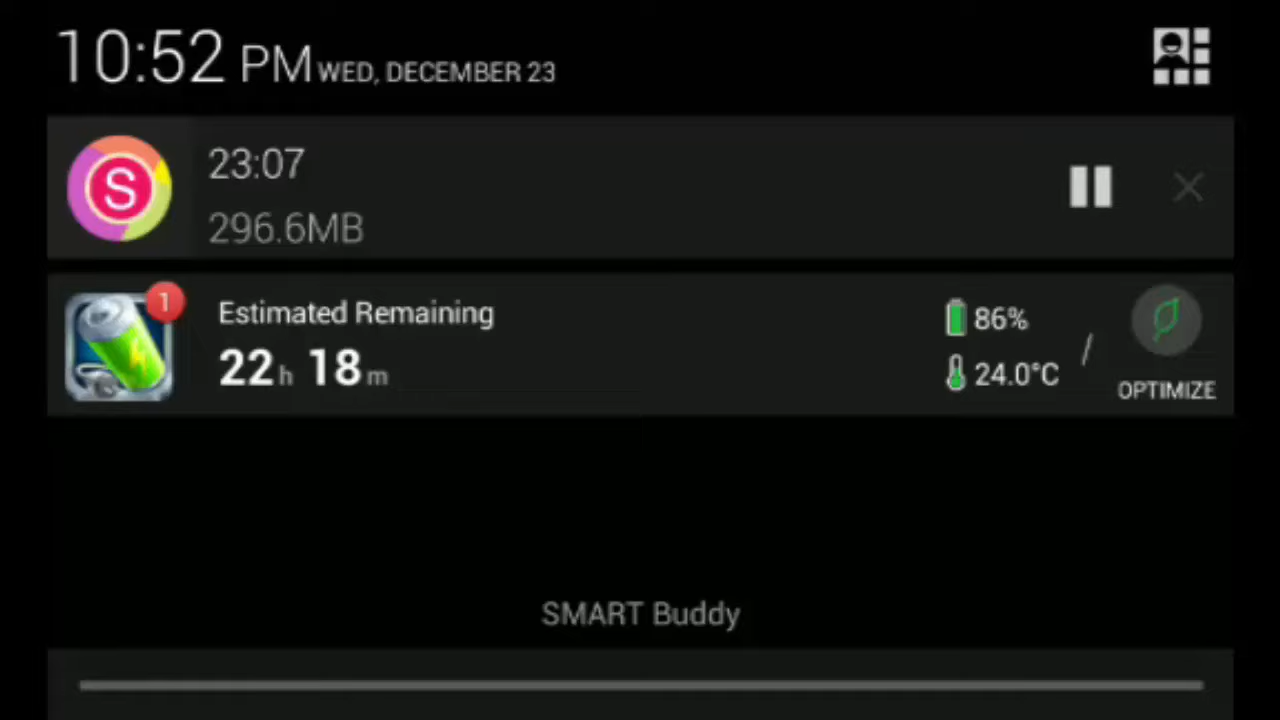 10:52 PM WED, DECEMBER 23
S
23:07
296.6MB
1
Estimated Remaining
22h 18m
86%
24.0°C
/
OPTIMIZE
SMART Buddy